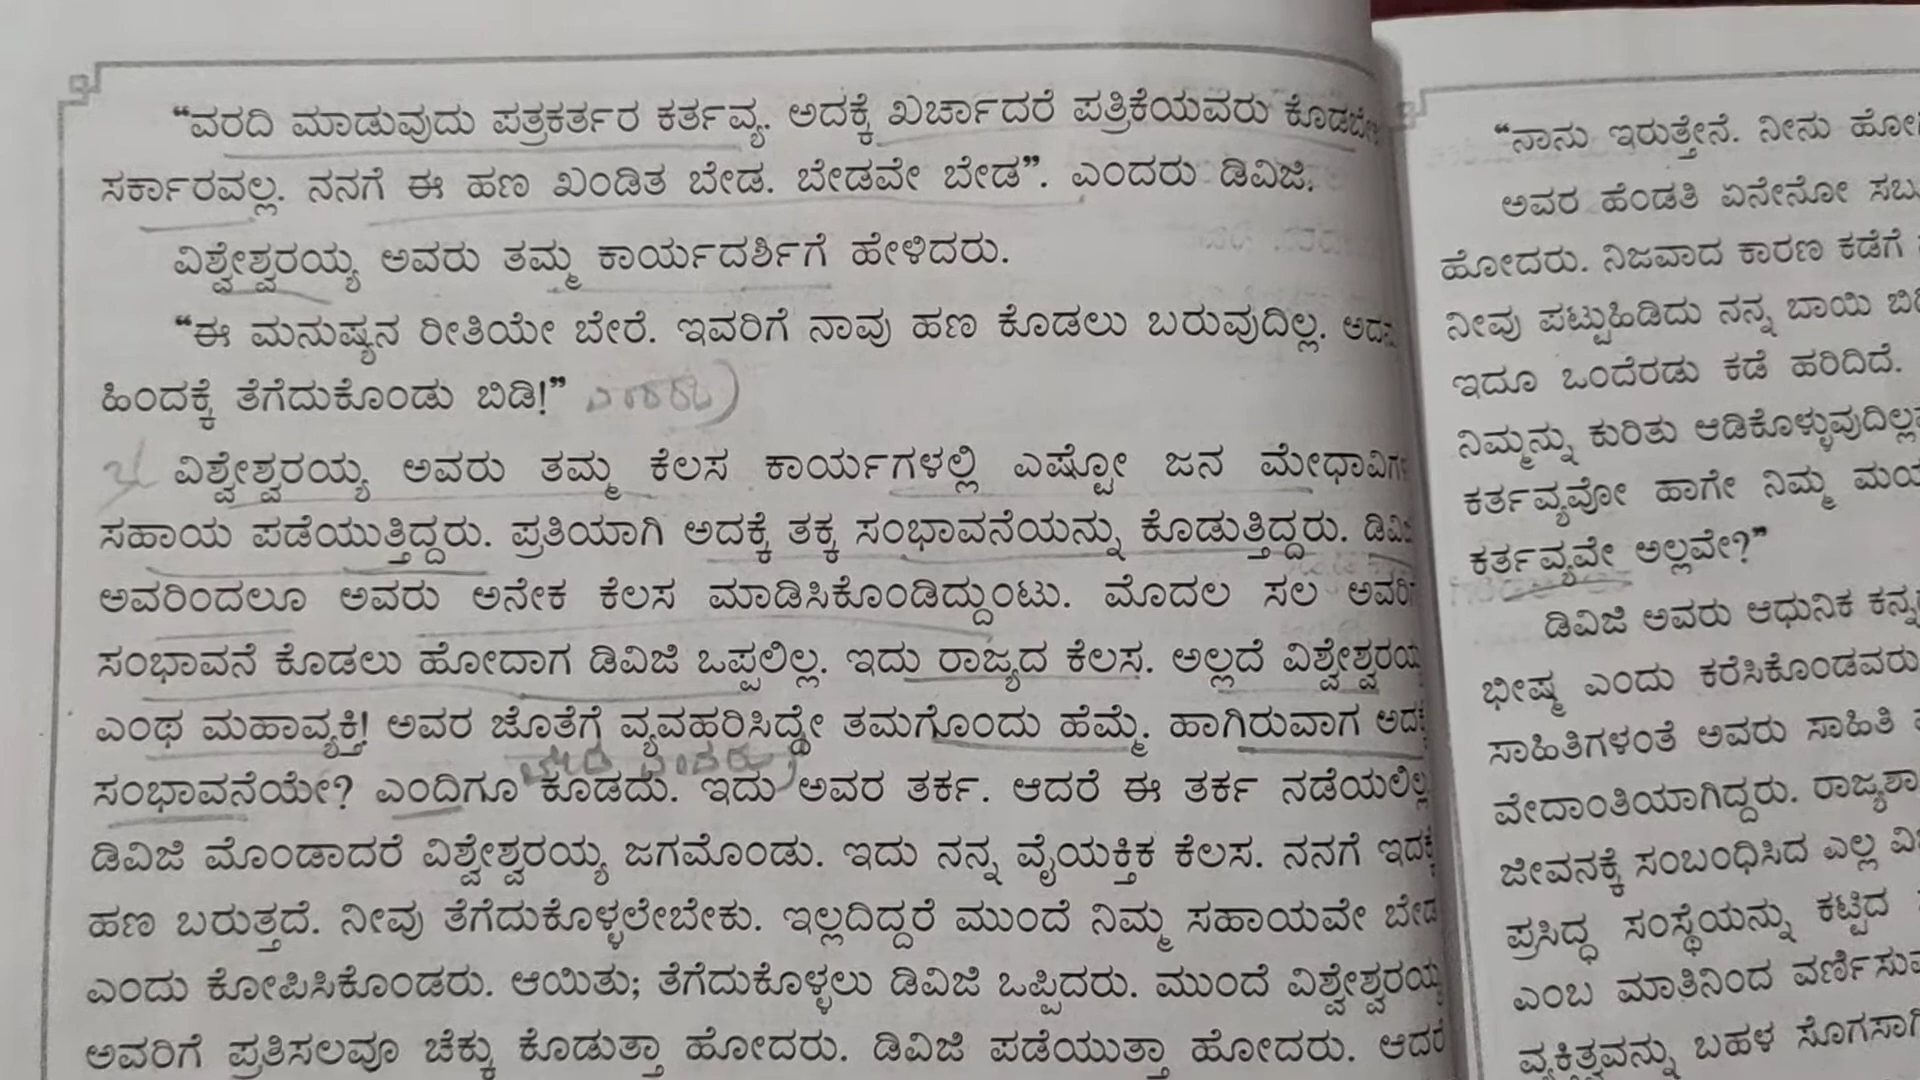 “ವರದಿ ಮಾಡುವುದು ಪತ್ರಕರ್ತರ ಕರ್ತವ್ಯ. ಅದಕ್ಕೆ ಖರ್ಚಾದರೆ ಪತ್ರಿಕೆಯವರು
ಸರ್ಕಾರವಲ್ಲ. ನನಗೆ ಈ ಹಣ ಖಂಡಿತ ಬೇಡ. ಬೇಡವೇ ಬೇಡ”. ಎಂದರು ಡಿವಿಜಿ.
ವಿಶ್ವೇಶ್ವರಯ್ಯ ಅವರು ತಮ್ಮ ಕಾರ್ಯದರ್ಶಿಗೆ ಹೇಳಿದರು.
“ಈ ಮನುಷ್ಯನ ರೀತಿಯೇ ಬೇರೆ. ಇವರಿಗೆ ನಾವು ಹಣ ಕೊಡಲು ಬರುವುದಿಲ್ಲ.
ಹಿಂದಕ್ಕೆ ತೆಗೆದುಕೊಂಡು ಬಿಡಿ!”
ವಿಶ್ವೇಶ್ವರಯ್ಯ ಅವರು ತಮ್ಮ ಕೆಲಸ ಕಾರ್ಯಗಳಲ್ಲಿ ಎಷ್ಟೋ ಜನ
ಸಹಾಯ ಪಡೆಯುತ್ತಿದ್ದರು. ಪ್ರತಿಯಾಗಿ ಅದಕ್ಕೆ ತಕ್ಕ ಸಂಭಾವನೆಯನ್ನು ಕೊಡುತ್ತಿದ್ದರು.
ಅವರಿಂದಲೂ ಅವರು ಅನೇಕ ಕೆಲಸ ಮಾಡಿಸಿಕೊಂಡಿದ್ದುಂಟು. ಮೊದಲ ಸಲ
ಸಂಭಾವನೆ ಕೊಡಲು ಹೋದಾಗ ಡಿವಿಜಿ ಒಪ್ಪಲಿಲ್ಲ. ಇದು ರಾಜ್ಯದ ಕೆಲಸ. ಅಲ್ಲದೆ ವಿಶ್ವೇಶ್ವರಯ್ಯ
ಎಂಥ ಮಹಾವ್ಯಕ್ತಿ! ಅವರ ಜೊತೆಗೆ ವ್ಯವಹರಿಸಿದ್ದೇ ತಮಗೊಂದು ಹೆಮ್ಮೆ. ಹಾಗಿರುವಾಗ
ಸಂಭಾವನೆಯೇ? ಎಂದಿಗೂ ಕೂಡದು. ಇದು ಅವರ ತರ್ಕ. ಆದರೆ ಈ ತರ್ಕ ನಡೆಯಲಿಲ್ಲ
ಡಿವಿಜಿ ಮೊಂಡಾದರೆ ವಿಶ್ವೇಶ್ವರಯ್ಯ ಜಗಮೊಂಡು. ಇದು ನನ್ನ ವೈಯಕ್ತಿಕ ಕೆಲಸ. ನನಗೆ ಇದಕ್ಕೆ
ಹಣ ಬರುತ್ತದೆ. ನೀವು ತೆಗೆದುಕೊಳ್ಳಲೇಬೇಕು. ಇಲ್ಲದಿದ್ದರೆ ಮುಂದೆ ನಿಮ್ಮ ಸಹಾಯವೇ ಬೇಡ
ಎಂದು ಕೋಪಿಸಿಕೊಂಡರು. ಆಯಿತು; ತೆಗೆದುಕೊಳ್ಳಲು ಡಿವಿಜಿ ಒಪ್ಪಿದರು. ಮುಂದೆ ವಿಶ್ವೇಶ್ವರಯ್ಯ
ಅವರಿಗೆ ಪ್ರತಿಸಲವೂ ಚೆಕ್ಕು ಕೊಡುತ್ತಾ ಹೋದರು. ಡಿವಿಜಿ ಪಡೆಯುತ್ತಾ ಹೋದರು. ಆದರೆ
“ನಾನು ಇರುತ್ತೇನೆ. ನೀನು
ಅವರ ಹೆಂಡತಿ ಏನೇನೋ
ಹೋದರು. ನಿಜವಾದ ಕಾರಣ ಕಡೆಗೆ
ನೀವು ಪಟ್ಟುಹಿಡಿದು ನನ್ನ ಬಾಯಿ
ಇದೂ ಒಂದೆರಡು ಕಡೆ ಹರಿದಿದೆ.
ನಿಮ್ಮನ್ನು ಕುರಿತು
ಕರ್ತವ್ಯವೋ ಹಾಗೇ ನಿಮ್ಮ
ಕರ್ತವ್ಯವೇ ಅಲ್ಲವೇ?”
ಡಿವಿಜಿ ಅವರು ಆಧುನಿಕ
ಭೀಷ್ಮ ಎಂದು ಕರೆಸಿಕೊಂಡವರು
ಸಾಹಿತಿಗಳಂತೆ ಅವರು ಸಾಹಿತಿ
ವೇದಾಂತಿಯಾಗಿದ್ದರು.
ಜೀವನಕ್ಕೆ ಸಂಬಂಧಿಸಿದ ಎಲ್ಲ
ಪ್ರಸಿದ್ಧ ಸಂಸ್ಥೆಯನ್ನು ಕಟ್ಟಿದ
ಎಂಬ ಮಾತಿನಿಂದ
ವ್ಯಕ್ತಿತ್ವವನ್ನು ಬಹಳ